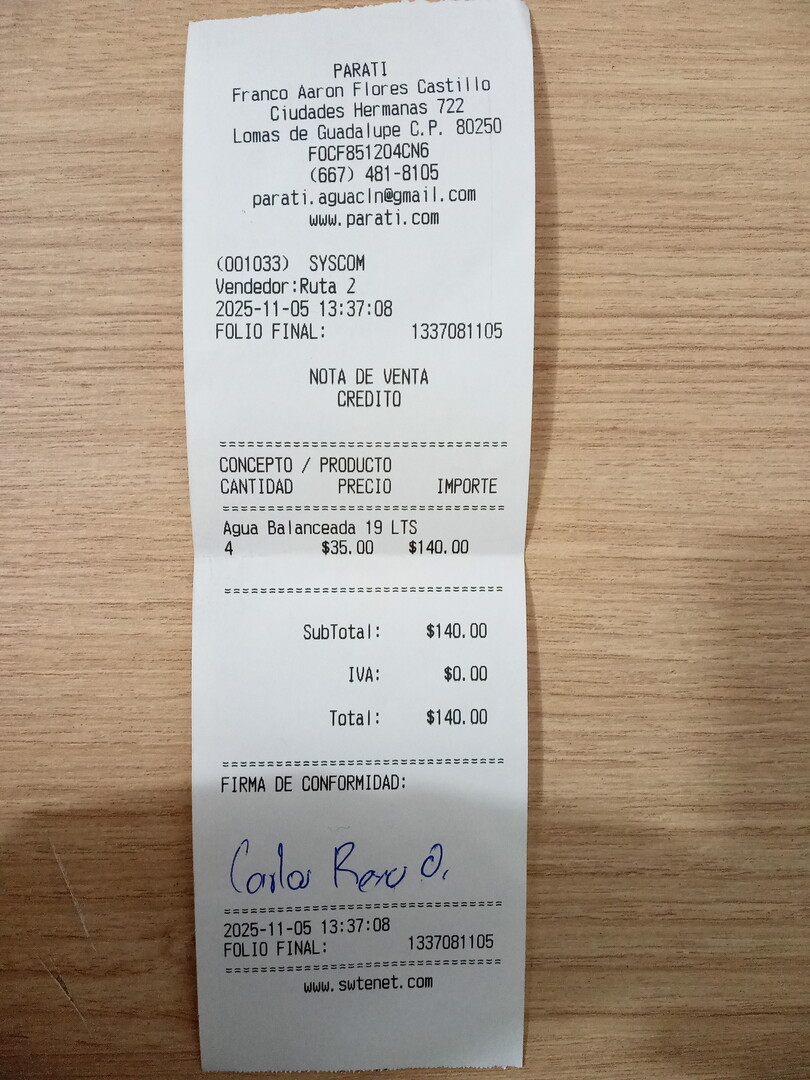 PARATI
Franco Aaron Flores Castillo
Ciudades Hermanas 722
Lomas de Guadalupe C.P. 80250
FOCF851204CN6
(667) 481-8105
parati.aguacln@gmail.com
www.parati.com
(001033) SYSCOM
Vendedor:Ruta 2
2025-11-05 13:37:08
FOLIO FINAL: 1337081105
NOTA DE VENTA
CREDITO
CONCEPTO / PRODUCTO
CANTIDAD PRECIO IMPORTE
Agua Balanceada 19 LTS
4 $35.00 $140.00
SubTotal: $140.00
IVA: $0.00
Total: $140.00
FIRMA DE CONFORMIDAD:
Carlos O.
2025-11-05 13:37:08
FOLIO FINAL: 1337081105
www.swtenet.com